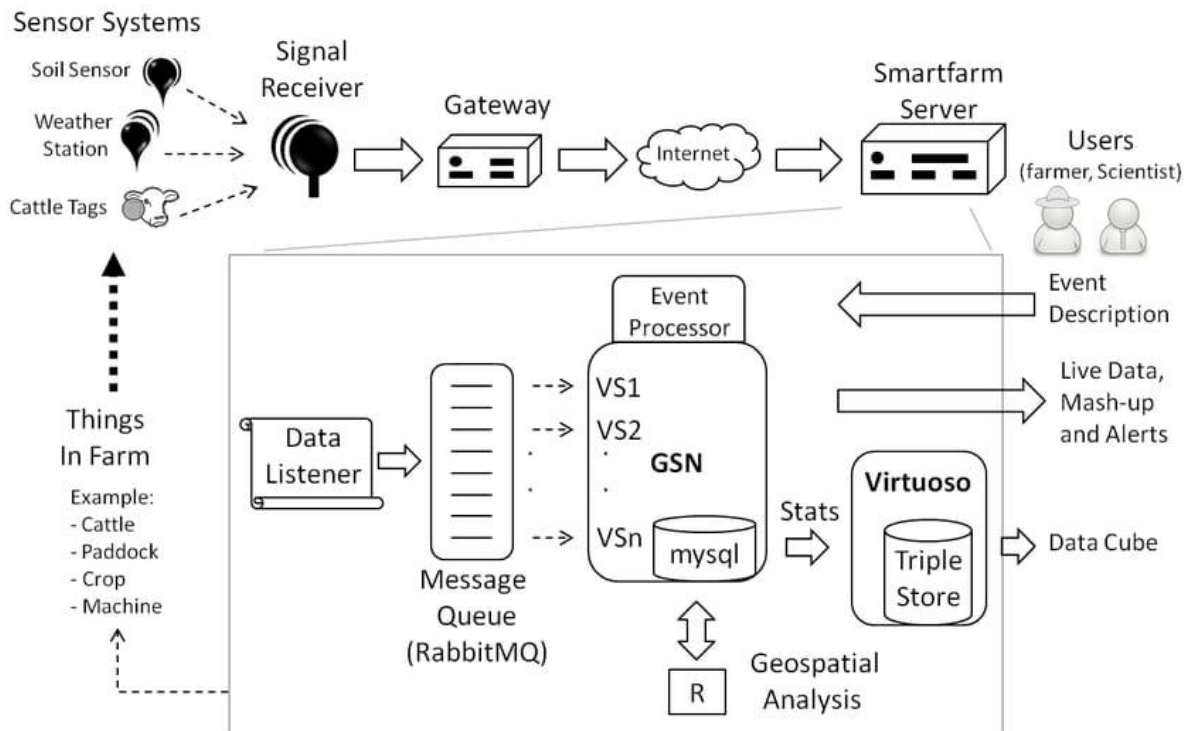 Sensor Systems
Soil Sensor
Weather
Station
Cattle Tags
Signal
Receiver
Gateway
Internet
Smartfarm
Server
Users
(farmer, Scientist)
Things
In Farm
Example:
- Cattle
- Paddock
- Crop
- Machine
Data
Listener
Message
Queue
(RabbitMQ)
Event
Processor
VS1
VS2
. .
GSN
. .
VSn
mysql
R
Geospatial
Analysis
Stats
Virtuoso
Triple
Store
Event
Description
Live Data,
Mash-up
and Alerts
Data Cube